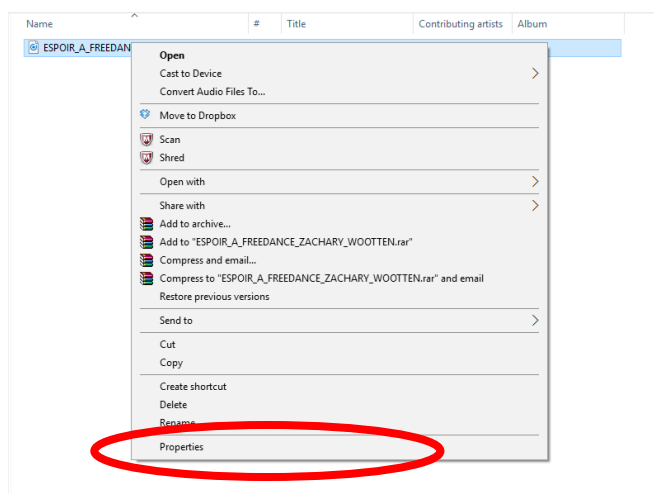 Name # Title Contributing artists Album
ESPOIR_A_FREEDAN
Open
Cast to Device
Convert Audio Files To...
Move to Dropbox
Scan
Shred
Open with
Share with
Add to archive...
Add to "ESPOIR_A_FREEDANCE_ZACHARY_WOOTTEN.rar"
Compress and email...
Compress to "ESPOIR_A_FREEDANCE_ZACHARY_WOOTTEN.rar" and email
Restore previous versions
Send to
Cut
Copy
Create shortcut
Delete
Rename
Properties